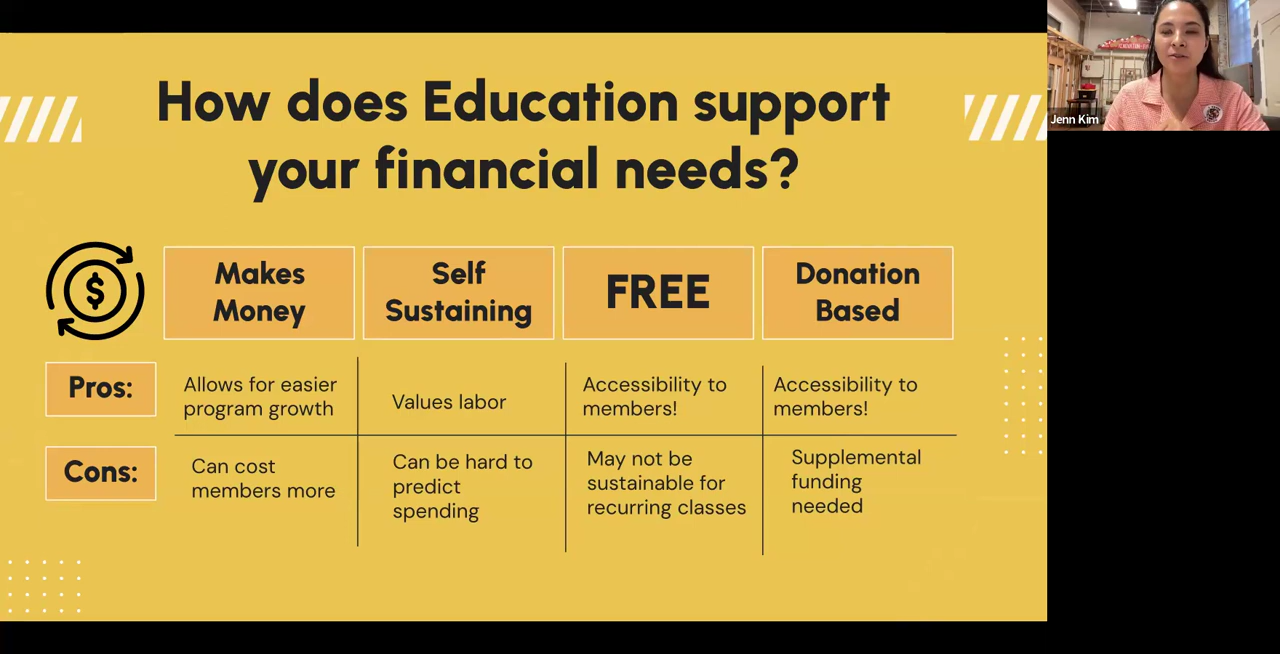 How does Education support
your financial needs?
Jenn Kim
$
Makes
Money
Self
Sustaining
FREE
Donation
Based
Pros:
Allows for easier
program growth
Values labor
Accessibility to
members!
Accessibility to
members!
Cons:
Can cost
members more
Can be hard to
predict
spending
May not be
sustainable for
recurring classes
Supplemental
funding
needed